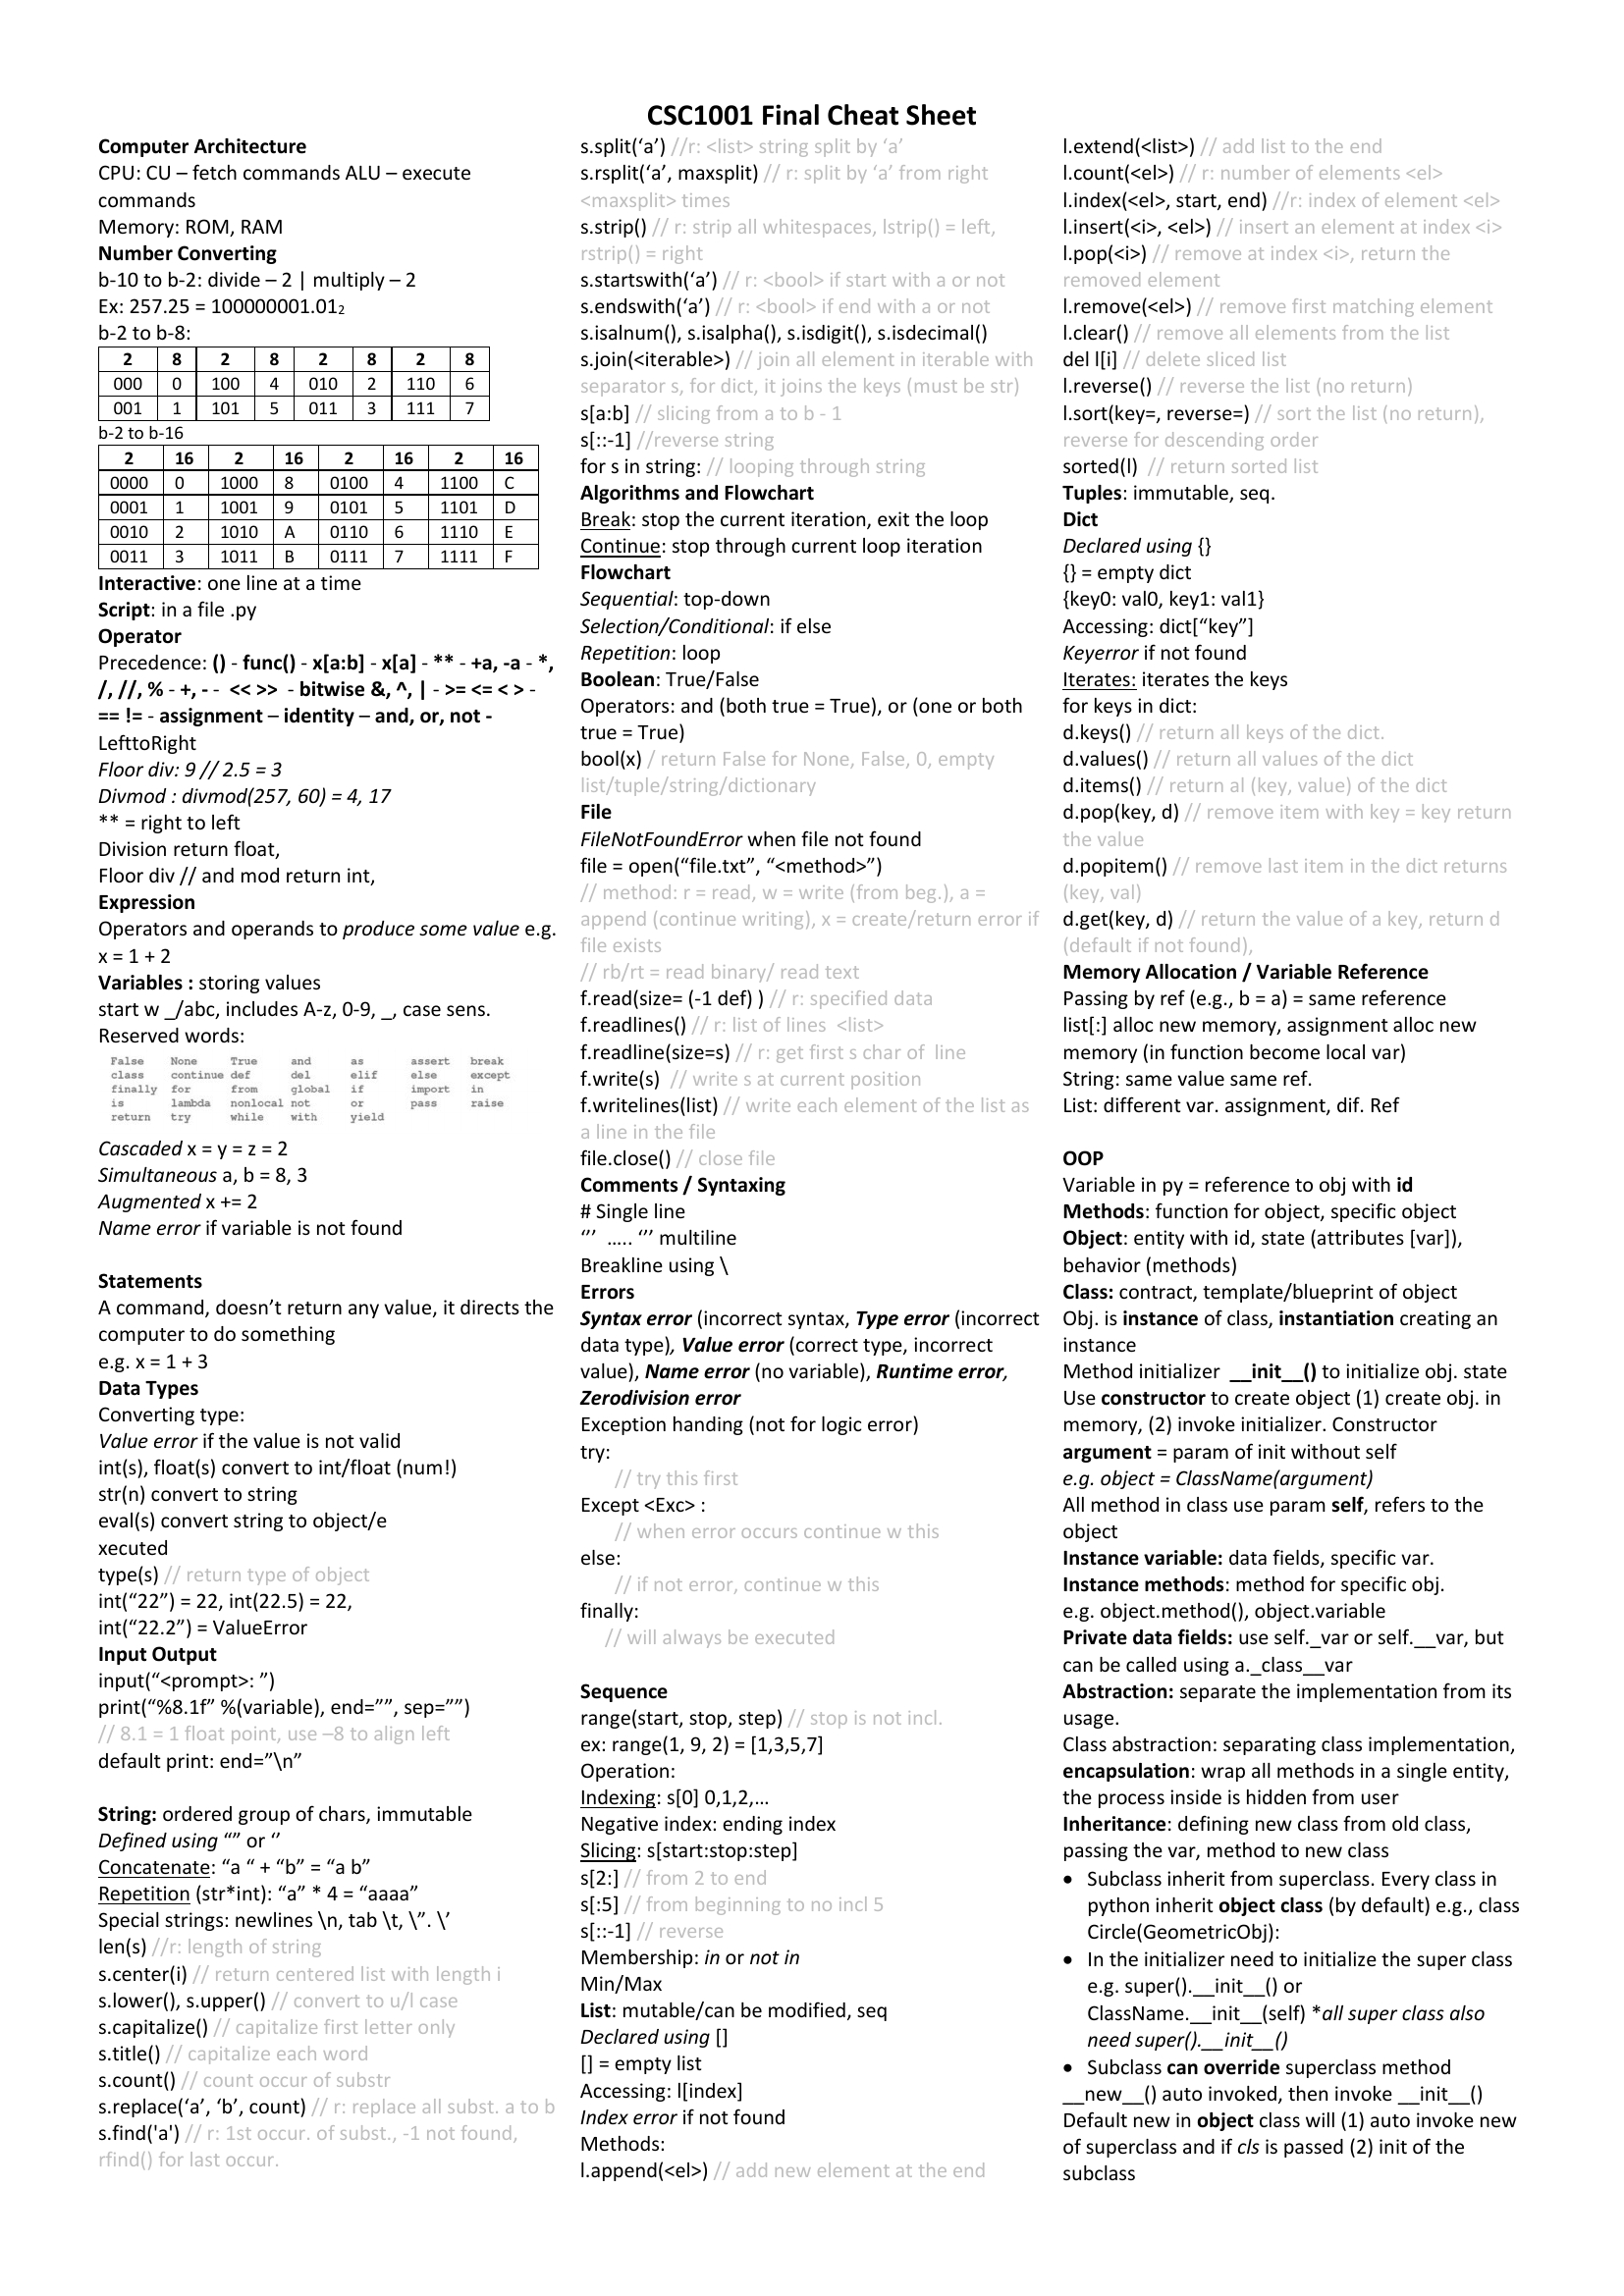 CSC1001 Final Cheat Sheet
Computer Architecture
CPU: CU – fetch commands ALU – execute
commands
Memory: ROM, RAM
Number Converting
b-10 to b-2: divide – 2 | multiply – 2
Ex: 257.25 = 100000001.01₂
b-2 to b-8:
2 8 2 8 2 8 2 8
000 0 100 4 010 2 110 6
001 1 101 5 011 3 111 7
b-2 to b-16
2 16 2 16 2 16 2 16
0000 0 1000 8 0100 4 1100 C
0001 1 1001 9 0101 5 1101 D
0010 2 1010 A 0110 6 1110 E
0011 3 1011 B 0111 7 1111 F
Interactive: one line at a time
Script: in a file .py
Operator
Precedence: () - func() - x[a:b] - x[a] - ** - +a, -a - *,
/, //, % - +, - - << >> - bitwise &, ^, | - >= <= < > -
== != - assignment – identity – and, or, not -
LefttoRight
Floor div: 9 // 2.5 = 3
Divmod : divmod(257, 60) = 4, 17
** = right to left
Division return float,
Floor div // and mod return int,
Expression
Operators and operands to produce some value e.g.
x = 1 + 2
Variables : storing values
start w _/abc, includes A-z, 0-9, _, case sens.
Reserved words:
False None True and as assert break
class continue def del elif else except
finally for from global if import in
is lambda nonlocal not or pass raise
return try while with yield
Cascaded x = y = z = 2
Simultaneous a, b = 8, 3
Augmented x += 2
Name error if variable is not found
Statements
A command, doesn’t return any value, it directs the
computer to do something
e.g. x = 1 + 3
Data Types
Converting type:
Value error if the value is not valid
int(s), float(s) convert to int/float (num!)
str(n) convert to string
eval(s) convert string to object/e
xecuted
type(s) // return type of object
int(“22”) = 22, int(22.5) = 22,
int(“22.2”) = ValueError
Input Output
input(“<prompt>: ”)
print(“%8.1f” %(variable), end=””, sep=””)
// 8.1 = 1 float point, use –8 to align left
default print: end=”\n”
String: ordered group of chars, immutable
Defined using “” or ‘’
Concatenate: “a “ + “b” = “a b”
Repetition (str*int): “a” * 4 = “aaaa”
Special strings: newlines \n, tab \t, \”. \’
len(s) //r: length of string
s.center(i) // return centered list with length i
s.lower(), s.upper() // convert to u/l case
s.capitalize() // capitalize first letter only
s.title() // capitalize each word
s.count() // count occur of substr
s.replace(‘a’, ‘b’, count) // r: replace all subst. a to b
s.find('a') // r: 1st occur. of subst., -1 not found,
rfind() for last occur.
s.split(‘a’) //r: <list> string split by ‘a’
s.rsplit(‘a’, maxsplit) // r: split by ‘a’ from right
<maxsplit> times
s.strip() // r: strip all whitespaces, lstrip() = left,
rstrip() = right
s.startswith(‘a’) // r: <bool> if start with a or not
s.endswith(‘a’) // r: <bool> if end with a or not
s.isalnum(), s.isalpha(), s.isdigit(), s.isdecimal()
s.join(<iterable>) // join all element in iterable with
separator s, for dict, it joins the keys (must be str)
s[a:b] // slicing from a to b - 1
s[::-1] //reverse string
for s in string: // looping through string
Algorithms and Flowchart
Break: stop the current iteration, exit the loop
Continue: stop through current loop iteration
Flowchart
Sequential: top-down
Selection/Conditional: if else
Repetition: loop
Boolean: True/False
Operators: and (both true = True), or (one or both
true = True)
bool(x) / return False for None, False, 0, empty
list/tuple/string/dictionary
File
FileNotFoundError when file not found
file = open(“file.txt”, “<method>”)
// method: r = read, w = write (from beg.), a =
append (continue writing), x = create/return error if
file exists
// rb/rt = read binary/ read text
f.read(size= (-1 def) ) // r: specified data
f.readlines() // r: list of lines <list>
f.readline(size=s) // r: get first s char of line
f.write(s) // write s at current position
f.writelines(list) // write each element of the list as
a line in the file
file.close() // close file
Comments / Syntaxing
# Single line
‘’’ ….. ‘’’ multiline
Breakline using \
Errors
Syntax error (incorrect syntax, Type error (incorrect
data type), Value error (correct type, incorrect
value), Name error (no variable), Runtime error,
Zerodivision error
Exception handing (not for logic error)
try:
// try this first
Except <Exc> :
// when error occurs continue w this
else:
// if not error, continue w this
finally:
// will always be executed
Sequence
range(start, stop, step) // stop is not incl.
ex: range(1, 9, 2) = [1,3,5,7]
Operation:
Indexing: s[0] 0,1,2,…
Negative index: ending index
Slicing: s[start:stop:step]
s[2:] // from 2 to end
s[:5] // from beginning to no incl 5
s[::-1] // reverse
Membership: in or not in
Min/Max
List: mutable/can be modified, seq
Declared using []
[] = empty list
Accessing: l[index]
Index error if not found
Methods:
l.append(<el>) // add new element at the end
l.extend(<list>) // add list to the end
l.count(<el>) // r: number of elements <el>
l.index(<el>, start, end) //r: index of element <el>
l.insert(<i>, <el>) // insert an element at index <i>
l.pop(<i>) // remove at index <i>, return the
removed element
l.remove(<el>) // remove first matching element
l.clear() // remove all elements from the list
del l[i] // delete sliced list
l.reverse() // reverse the list (no return)
l.sort(key=, reverse=) // sort the list (no return),
reverse for descending order
sorted(l) // return sorted list
Tuples: immutable, seq.
Dict
Declared using {}
{} = empty dict
{key0: val0, key1: val1}
Accessing: dict[“key”]
Keyerror if not found
Iterates: iterates the keys
for keys in dict:
d.keys() // return all keys of the dict.
d.values() // return all values of the dict
d.items() // return al (key, value) of the dict
d.pop(key, d) // remove item with key = key return
the value
d.popitem() // remove last item in the dict returns
(key, val)
d.get(key, d) // return the value of a key, return d
(default if not found),
Memory Allocation / Variable Reference
Passing by ref (e.g., b = a) = same reference
list[:] alloc new memory, assignment alloc new
memory (in function become local var)
String: same value same ref.
List: different var. assignment, dif. Ref
OOP
Variable in py = reference to obj with id
Methods: function for object, specific object
Object: entity with id, state (attributes [var]),
behavior (methods)
Class: contract, template/blueprint of object
Obj. is instance of class, instantiation creating an
instance
Method initializer __init__() to initialize obj. state
Use constructor to create object (1) create obj. in
memory, (2) invoke initializer. Constructor
argument = param of init without self
e.g. object = ClassName(argument)
All method in class use param self, refers to the
object
Instance variable: data fields, specific var.
Instance methods: method for specific obj.
e.g. object.method(), object.variable
Private data fields: use self._var or self.__var, but
can be called using a._class__var
Abstraction: separate the implementation from its
usage.
Class abstraction: separating class implementation,
encapsulation: wrap all methods in a single entity,
the process inside is hidden from user
Inheritance: defining new class from old class,
passing the var, method to new class
• Subclass inherit from superclass. Every class in
python inherit object class (by default) e.g., class
Circle(GeometricObj):
• In the initializer need to initialize the super class
e.g. super().__init__() or
ClassName.__init__(self) *all super class also
need super().__init__()
• Subclass can override superclass method
__new__() auto invoked, then invoke __init__()
Default new in object class will (1) auto invoke new
of superclass and if cls is passed (2) init of the
subclass